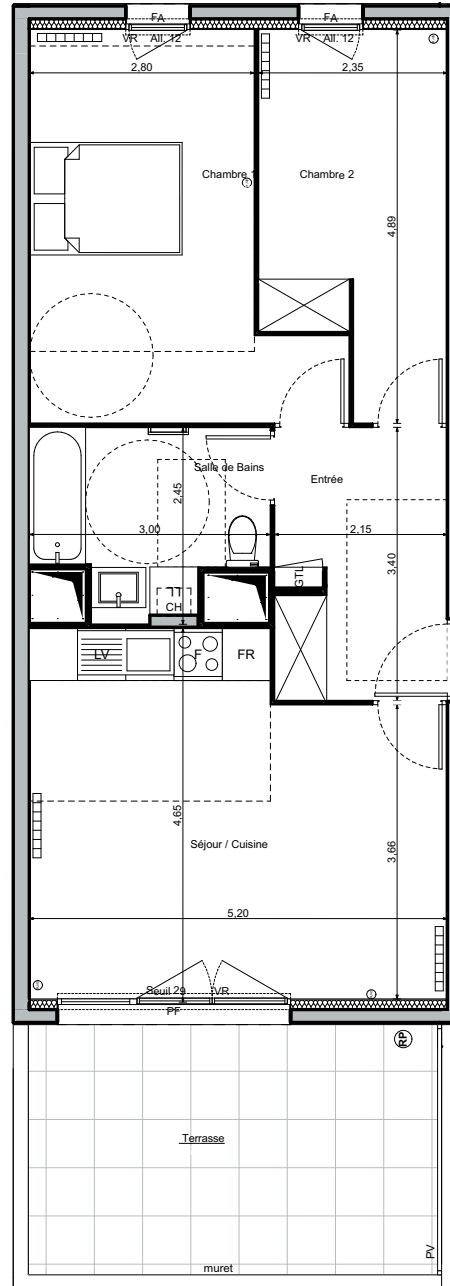 FA
FA
VR All. 12
VR All. 12
2,80
2,35
Chambre 1
Chambre 2
4,89
Salle de Bains
Entrée
2,45
3,00
2,15
3,40
GTL
LL
CH
LV
F
FR
4,65
Séjour / Cuisine
3,66
5,20
Seuil 29
VR
PF
RP
Terrasse
PV
muret